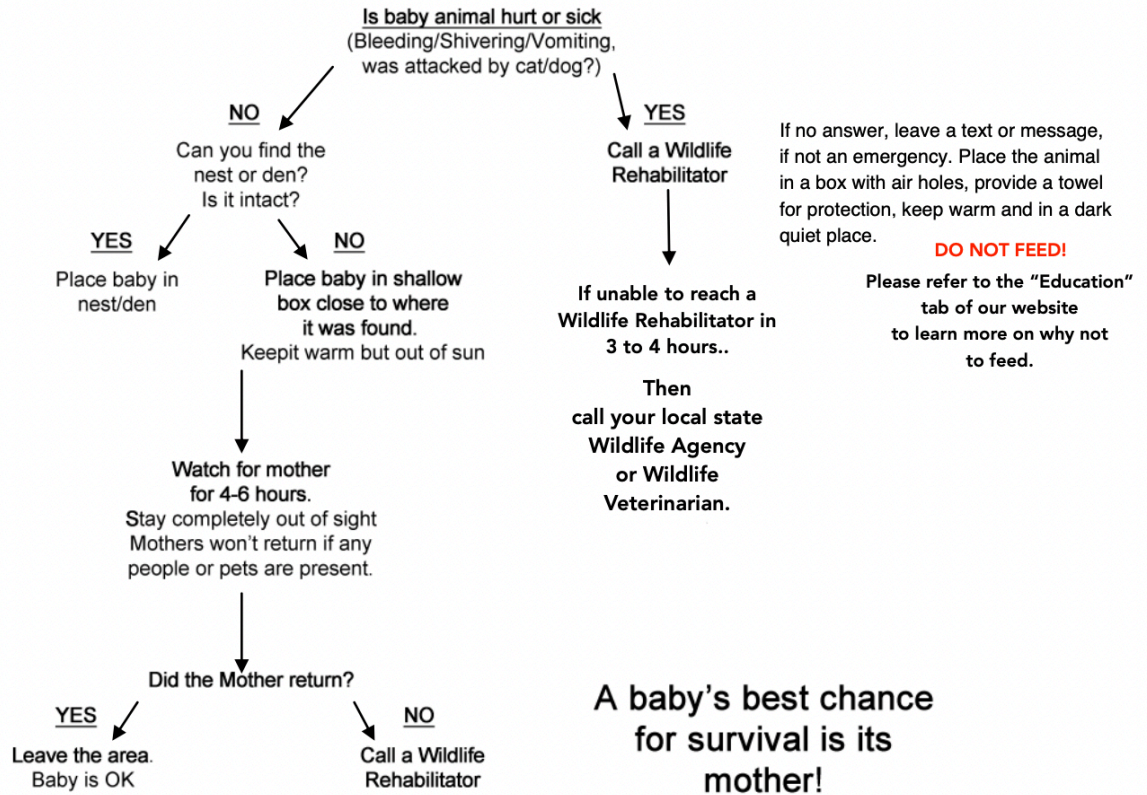 Is baby animal hurt or sick
(Bleeding/Shivering/Vomiting,
was attacked by cat/dog?)
NO
Can you find the
nest or den?
Is it intact?
YES
Place baby in
nest/den
NO
Place baby in shallow
box close to where
it was found.
Keepit warm but out of sun
Watch for mother
for 4-6 hours.
Stay completely out of sight
Mothers won't return if any
people or pets are present.
Did the Mother return?
YES
Leave the area.
Baby is OK
NO
Call a Wildlife
Rehabilitator
YES
Call a Wildlife
Rehabilitator
If unable to reach a
Wildlife Rehabilitator in
3 to 4 hours..
Then
call your local state
Wildlife Agency
or Wildlife
Veterinarian.
If no answer, leave a text or message,
if not an emergency. Place the animal
in a box with air holes, provide a towel
for protection, keep warm and in a dark
quiet place.
DO NOT FEED!
Please refer to the “Education”
tab of our website
to learn more on why not
to feed.
A baby's best chance
for survival is its
mother!